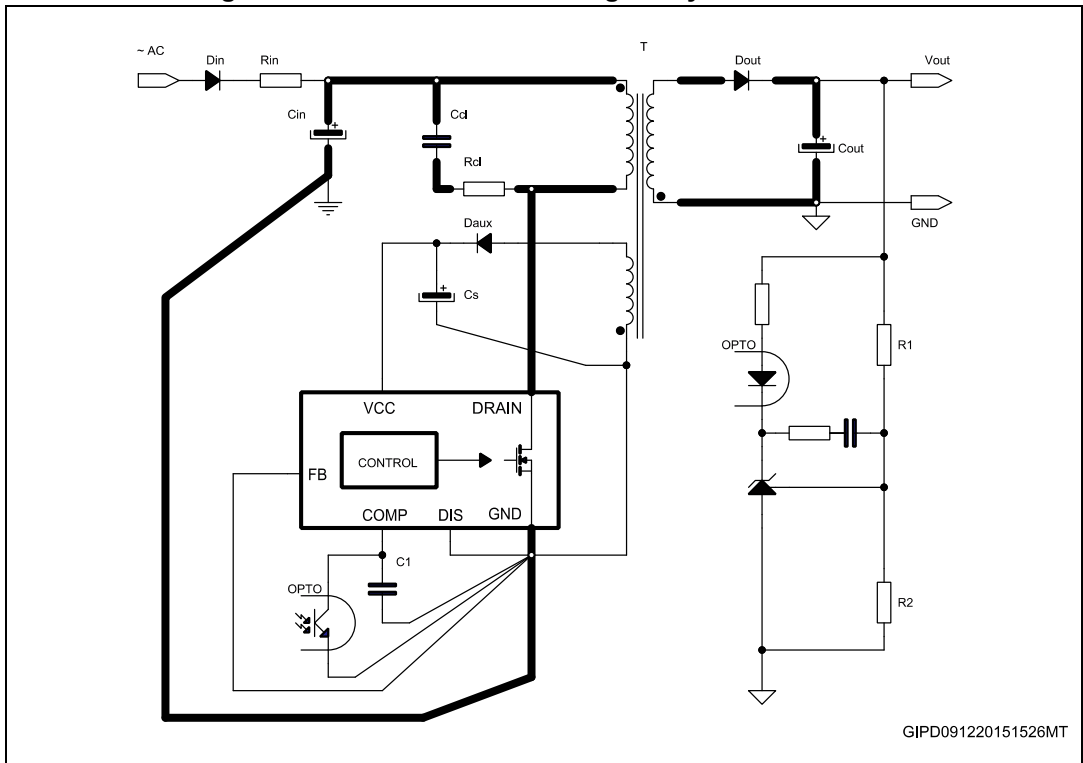 ~ AC
Din
Rin
T
Dout
Vout
Cin
+
Ccl
+
Cout
Rcl
GND
Daux
+
Cs
OPTO
R1
VCC
DRAIN
CONTROL
FB
COMP
DIS
GND
C1
OPTO
R2
GIPD091220151526MT